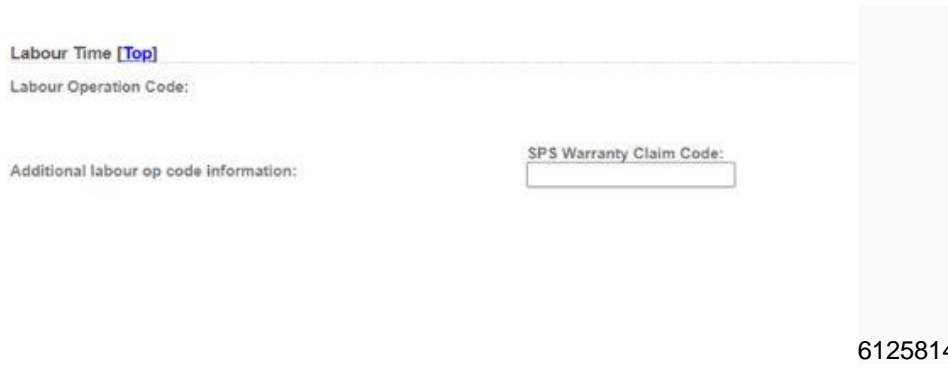 Labour Time [Top]
Labour Operation Code:
SPS Warranty Claim Code:
Additional labour op code information:
6125814